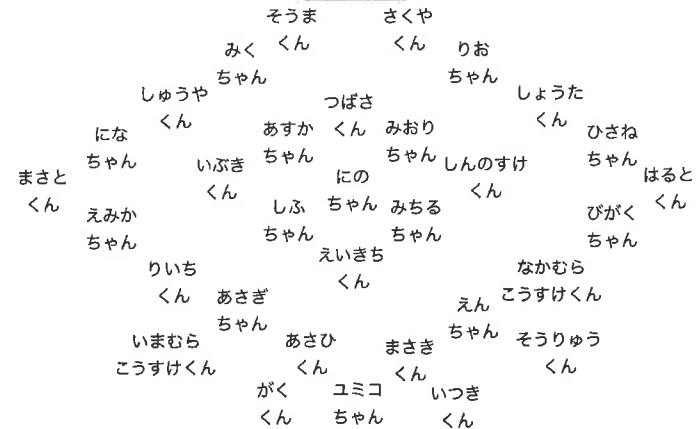 そうま
くん
さくや
くん
みく
ちゃん
りお
ちゃん
しゅうや
くん
つばさ
くん
しょうた
くん
にな
ちゃん
あすか
ちゃん
みおり
ちゃん
ひさね
ちゃん
まさと
くん
いぶき
くん
にの
ちゃん
しんのすけ
くん
はると
くん
えみか
ちゃん
しふ
ちゃん
みちる
ちゃん
びがく
ちゃん
えいきち
くん
りいち
くん
なかむら
こうすけくん
あさぎ
ちゃん
えん
ちゃん
いまむら
こうすけくん
あさひ
くん
まさき
くん
そうりゅう
くん
がく
くん
ユミコ
ちゃん
いつき
くん